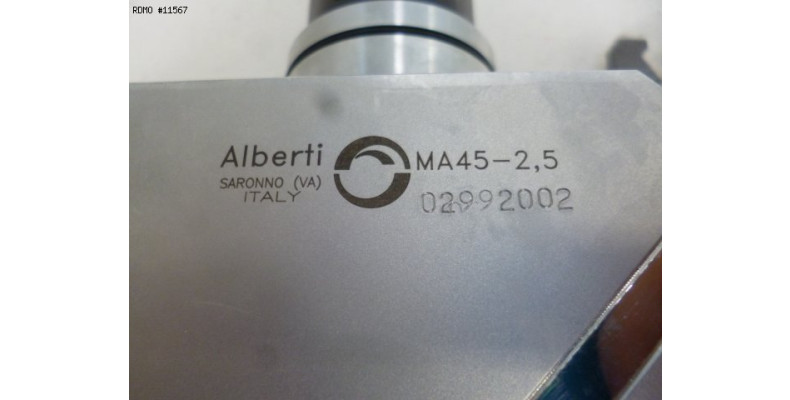 RDMO #11567
Alberti
SARONNO (VA)
ITALY
MA45-2,5
02992002